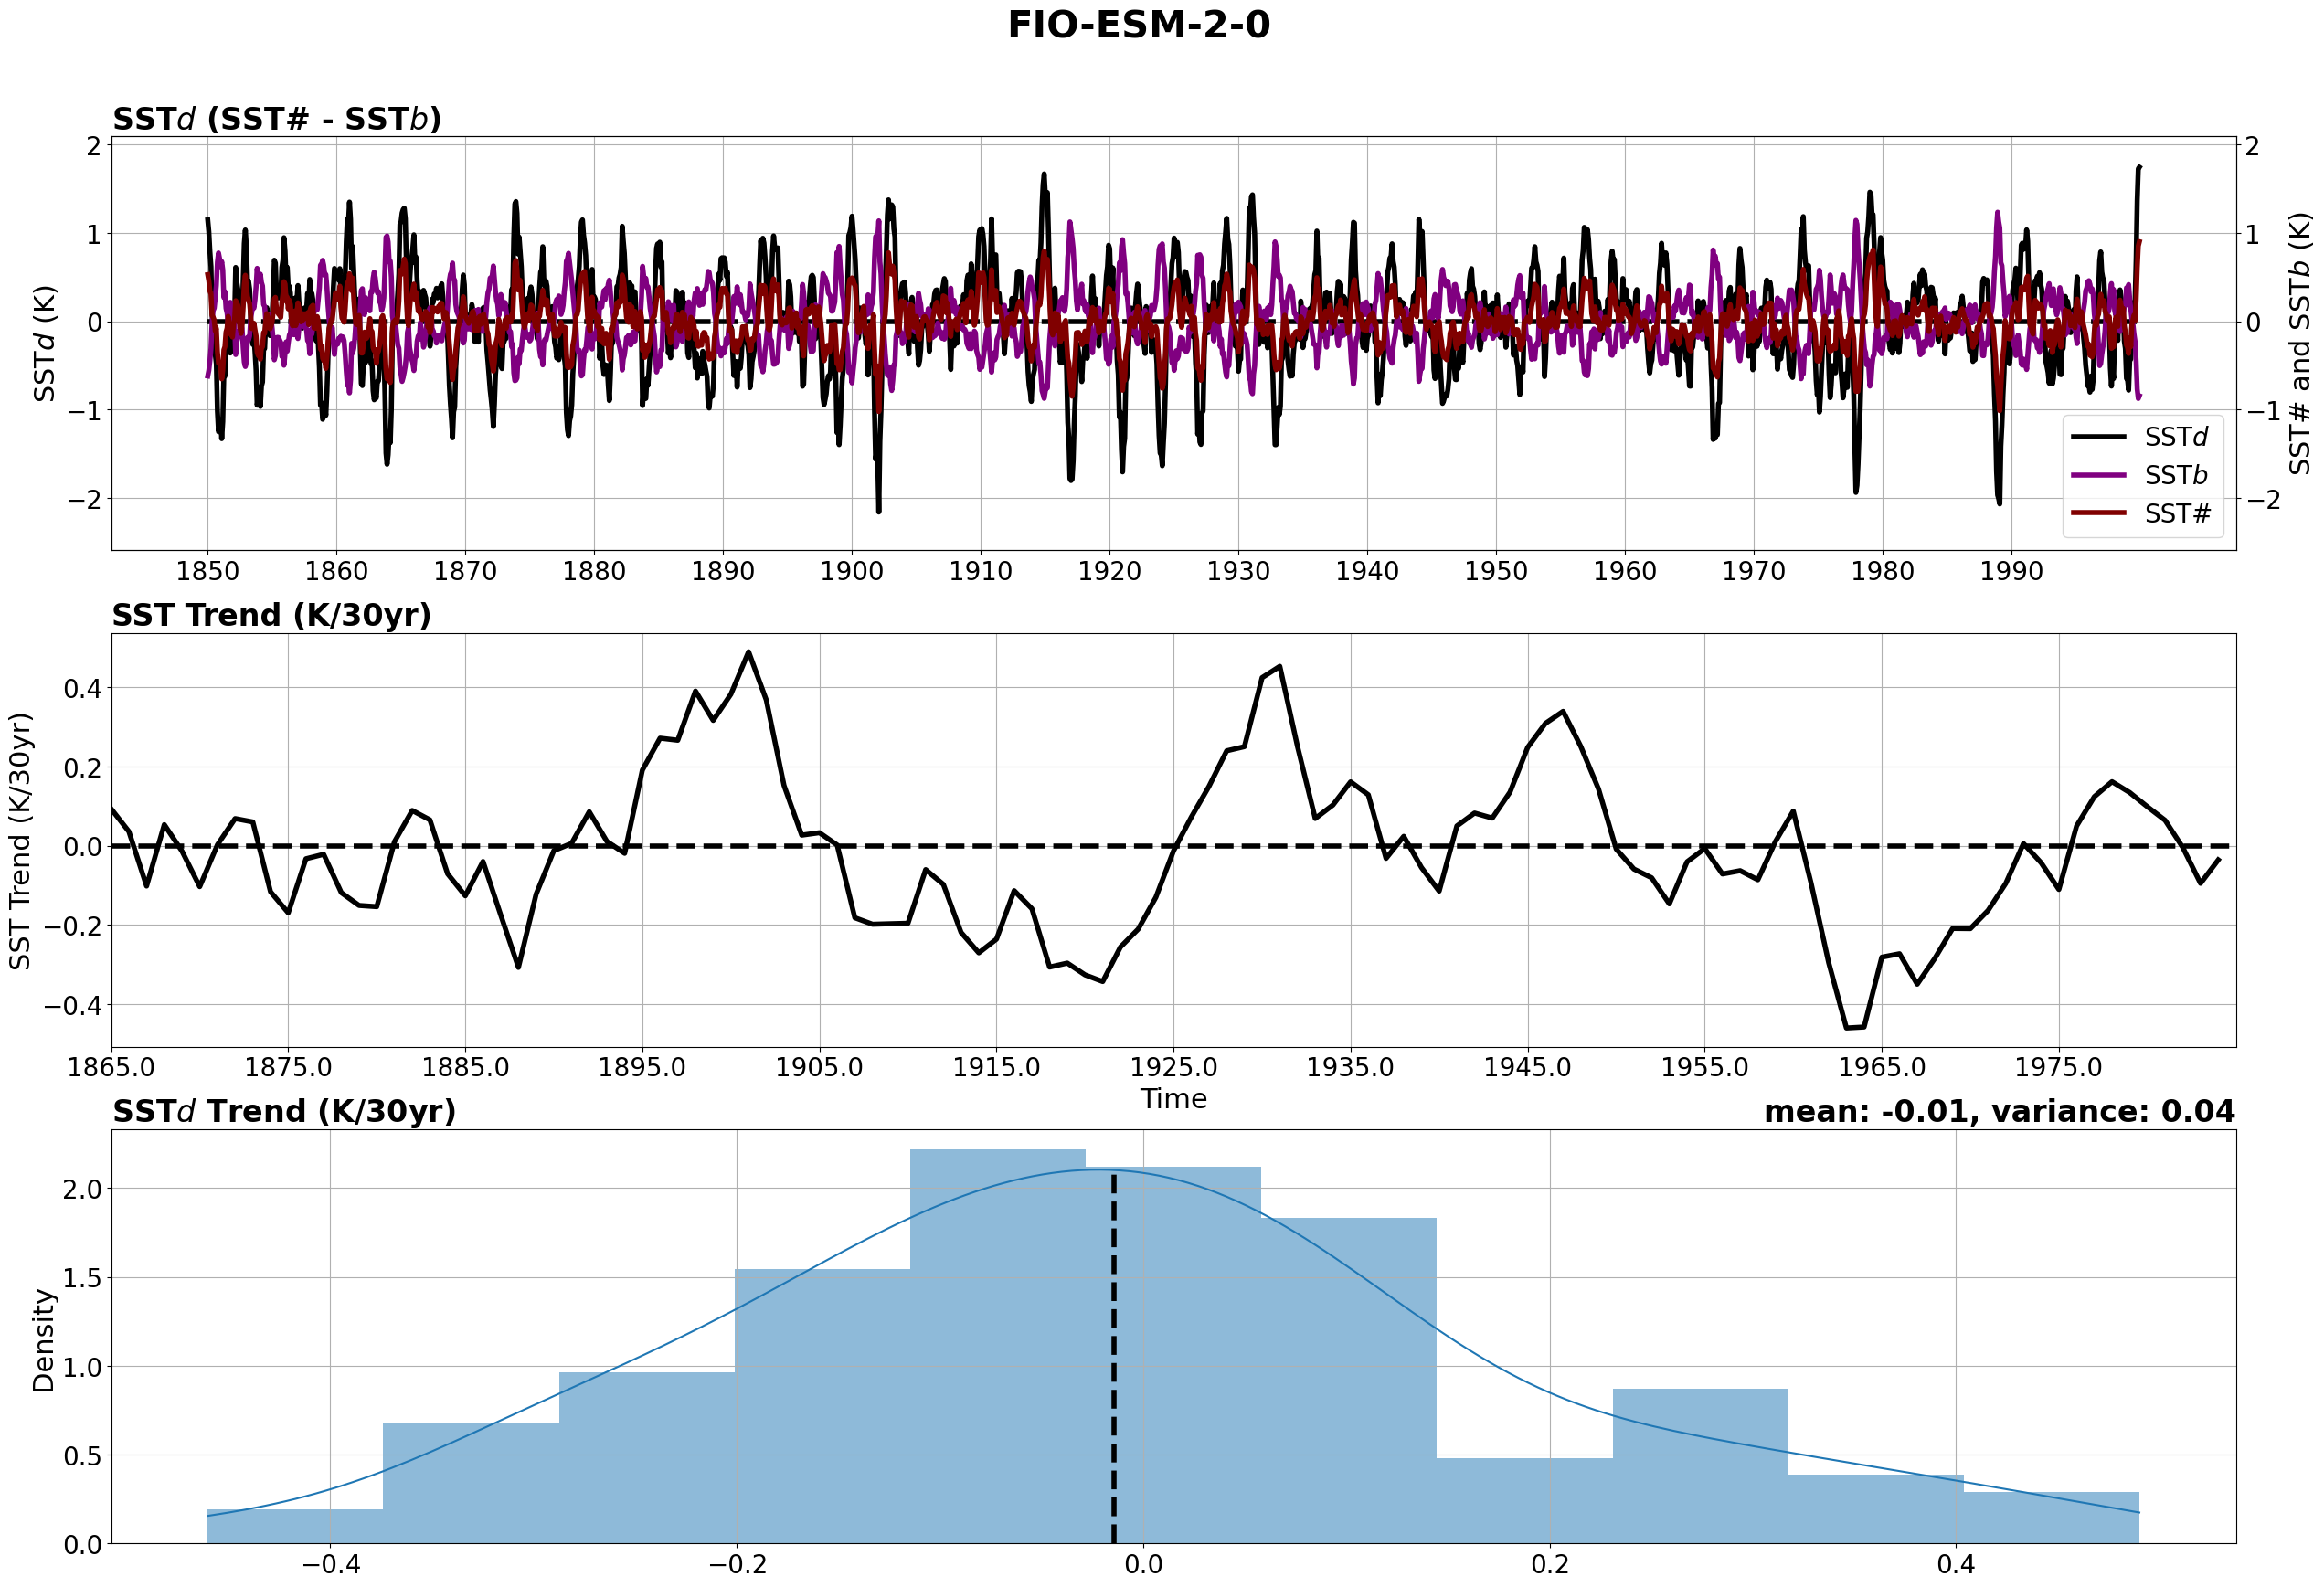 FIO-ESM-2-0
SSTd (SST# - SSTb)
2
1
0
−1
−2
SSTd (K)
2
1
0
−1
−2
SST# and SSTb (K)
SSTd
SSTb
SST#
1850 1860 1870 1880 1890 1900 1910 1920 1930 1940 1950 1960 1970 1980 1990
SST Trend (K/30yr)
0.4
0.2
0.0
−0.2
−0.4
SST Trend (K/30yr)
1865.0 1875.0 1885.0 1895.0 1905.0 1915.0 1925.0 1935.0 1945.0 1955.0 1965.0 1975.0
Time
SSTd Trend (K/30yr) mean: -0.01, variance: 0.04
2.0
1.5
1.0
0.5
0.0
Density
−0.4 −0.2 0.0 0.2 0.4